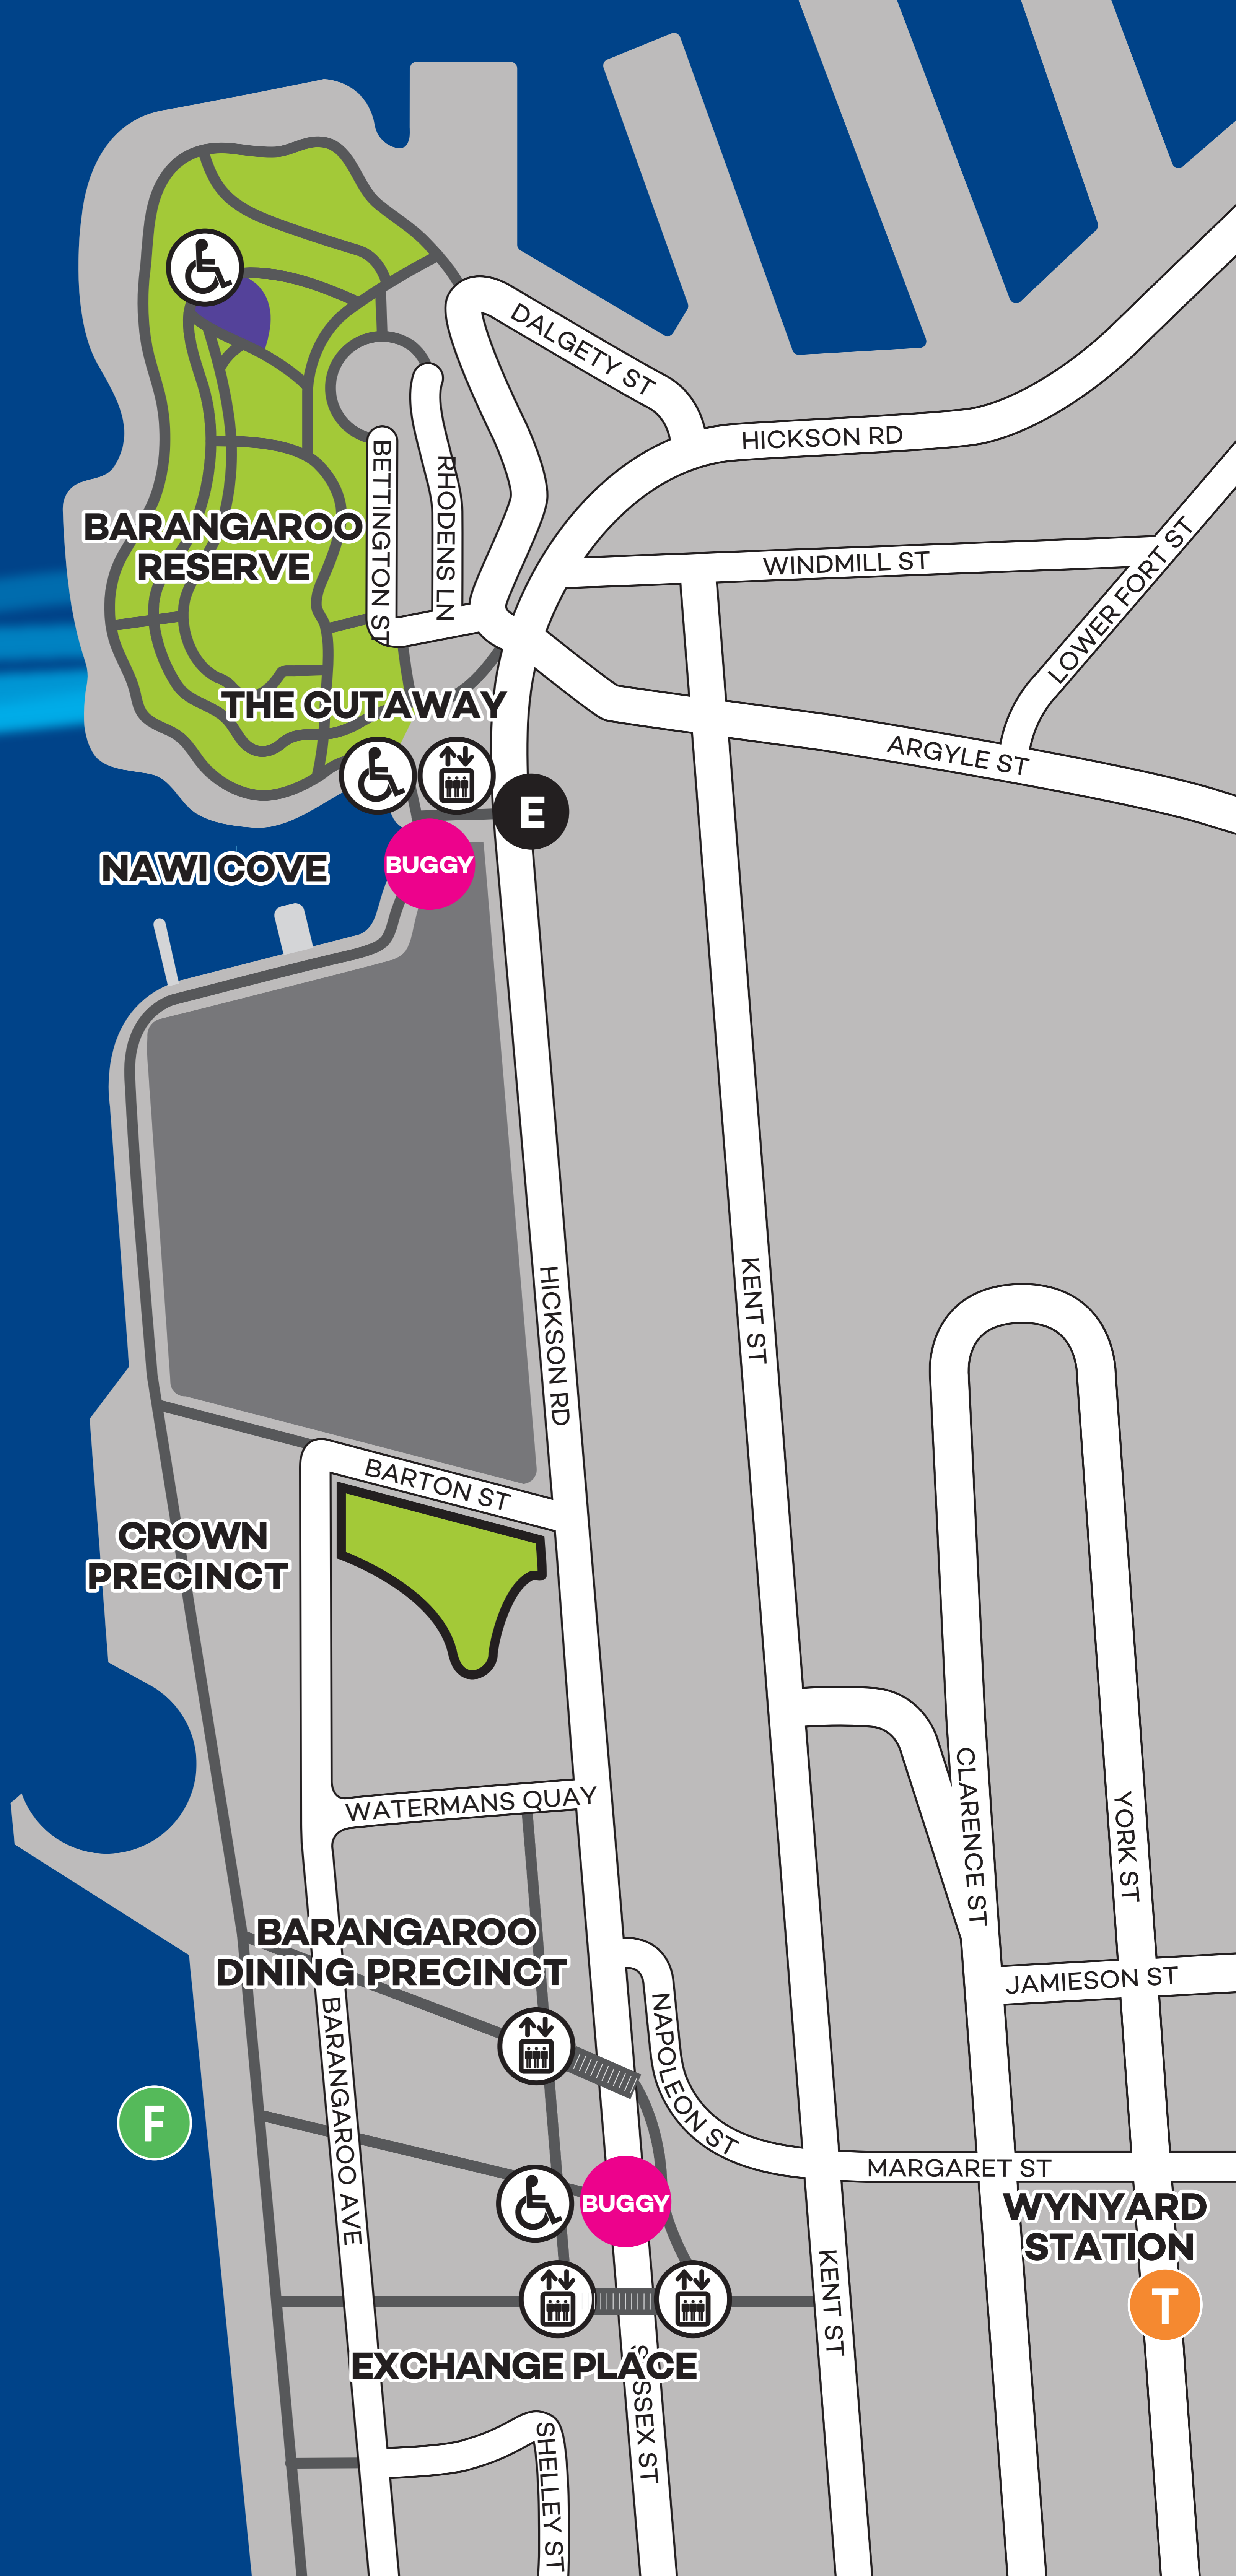 DALGETY ST
HICKSON RD
BETTINGTON ST
RHODENS LN
BARANGAROO
RESERVE
WINDMILL ST
LOWER FORT ST
THE CUTAWAY
ARGYLE ST
E
NAWI COVE
BUGGY
HICKSON RD
KENT ST
BARTON ST
CROWN
PRECINCT
WATERMANS QUAY
CLARENCE ST
YORK ST
BARANGAROO
DINING PRECINCT
JAMIESON ST
BARANGAROO AVE
NAPOLEON ST
F
MARGARET ST
BUGGY
WYNYARD
STATION
KENT ST
T
EXCHANGE PLACE
SSEX ST
SHELLEY ST